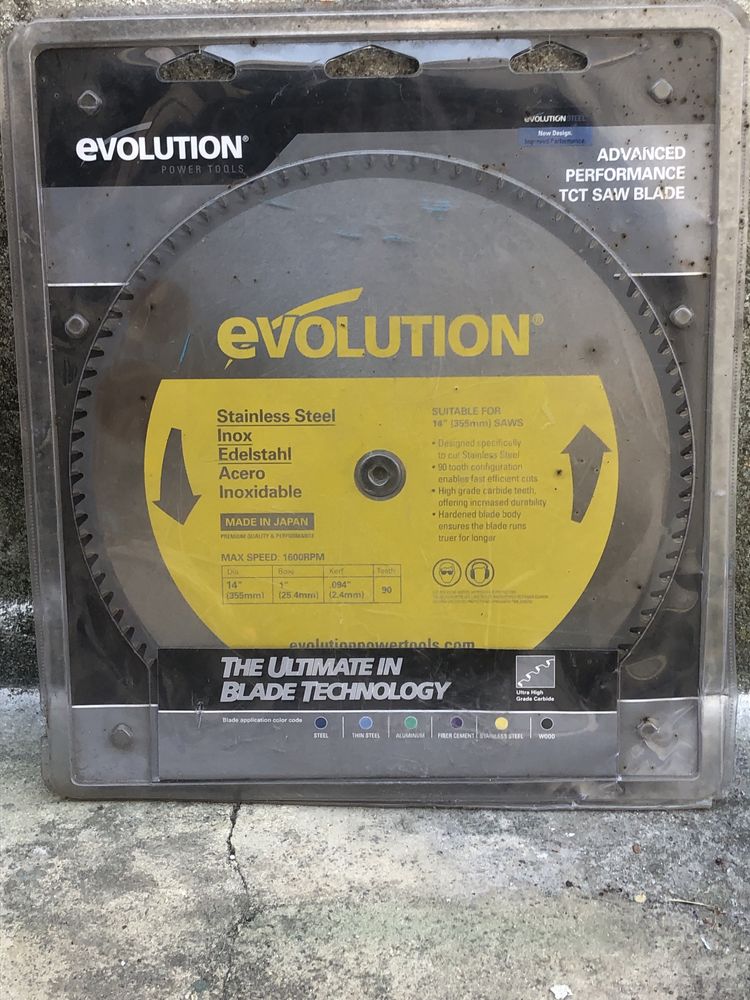 eVOLUTION®
POWER TOOLS
eVOLUTIONSTEEL
New Design.
Improved Performance
ADVANCED
PERFORMANCE
TCT SAW BLADE
eVOLUTION®
Stainless Steel
Inox
Edelstahl
Acero
Inoxidable
MADE IN JAPAN
PREMIUM QUALITY & PERFORMANCE
MAX SPEED: 1600RPM
Dia. Bore Kerf Teeth
14" 1" .094" 90
(355mm) (25.4mm) (2.4mm)
SUITABLE FOR
14" (355mm) SAWS
• Designed specifically
to cut Stainless Steel
• 90 tooth configuration
enables fast efficient cuts
• High grade carbide teeth,
offering increased durability
• Hardened blade body
ensures the blade runs
truer for longer
evolutionpowertools.com
THE ULTIMATE IN
BLADE TECHNOLOGY
Ultra High
Grade Carbide
Blade application color code
STEEL THIN STEEL ALUMINUM FIBER CEMENT STAINLESS STEEL WOOD